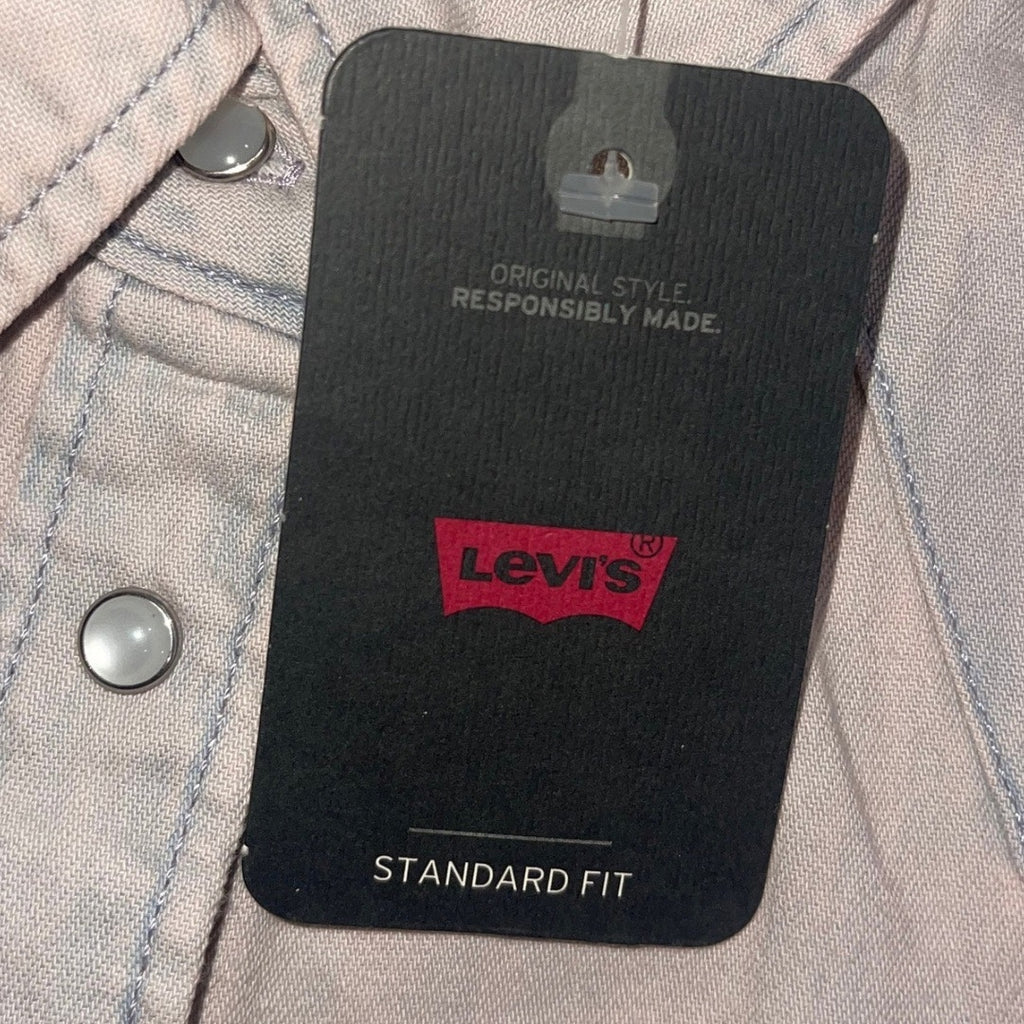 ORIGINAL STYLE.
RESPONSIBLY MADE.
Levi's®
STANDARD FIT